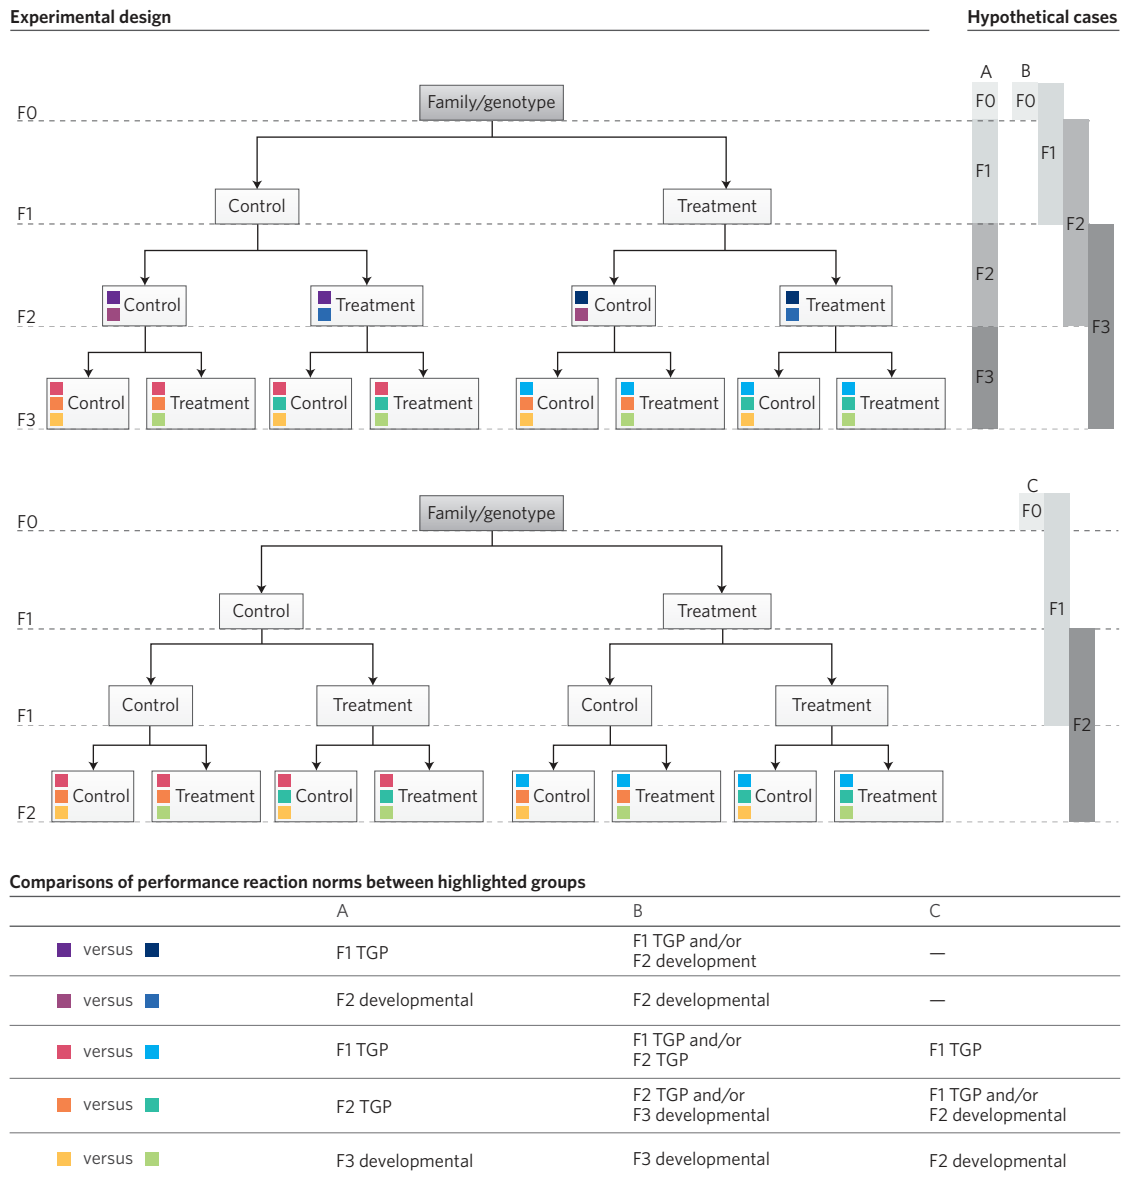 Experimental design
Hypothetical cases
A
B
Family/genotype
F0
F0
F0
F1
Control
Treatment
F1
F1
F2
F1
Control
Treatment
Control
Treatment
F2
F2
F3
Control
Treatment
Control
Treatment
Control
Treatment
Control
Treatment
F3
F3
C
Family/genotype
F0
F0
Control
Treatment
F1
F1
Control
Treatment
Control
Treatment
F1
F2
Control
Treatment
Control
Treatment
Control
Treatment
Control
Treatment
F2
Comparisons of performance reaction norms between highlighted groups
A
B
C
versus
F1 TGP
F1 TGP and/or
F2 development
—
versus
F2 developmental
F2 developmental
—
versus
F1 TGP
F1 TGP and/or
F2 TGP
F1 TGP
versus
F2 TGP
F2 TGP and/or
F3 developmental
F1 TGP and/or
F2 developmental
versus
F3 developmental
F3 developmental
F2 developmental